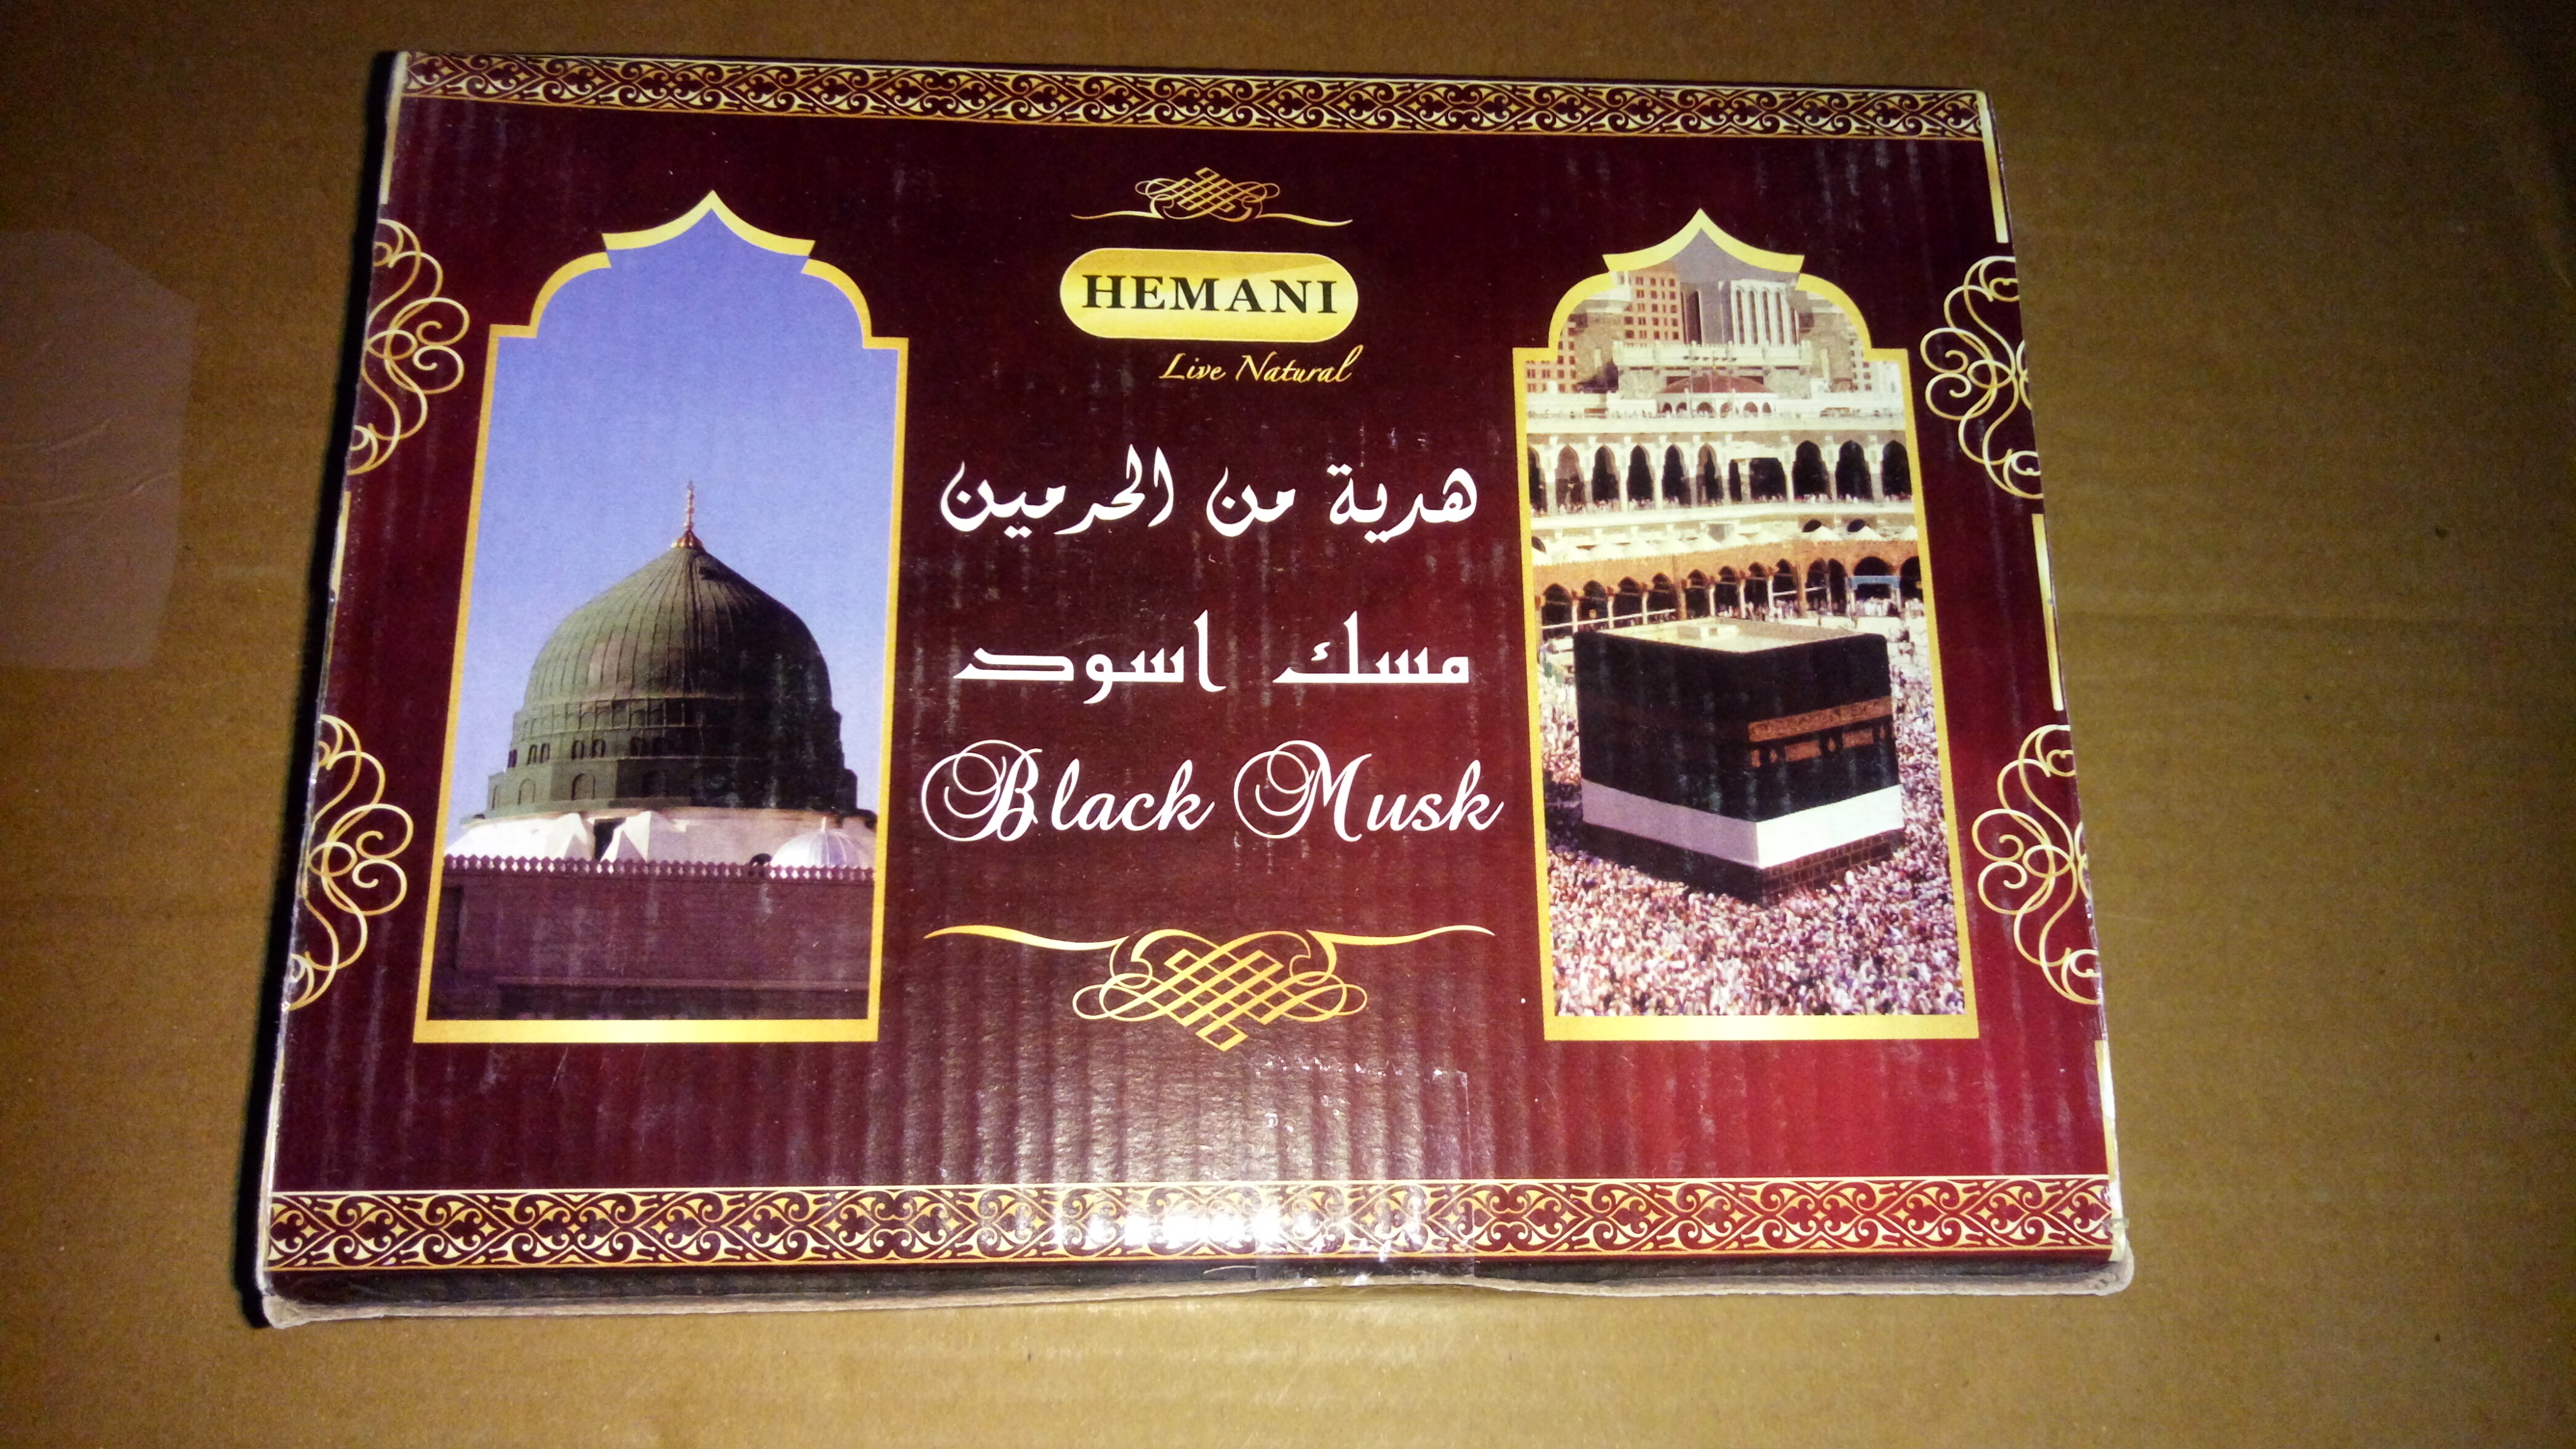 HEMANI
Live Natural
هدية من الحرمين
مسك اسود
Black Musk